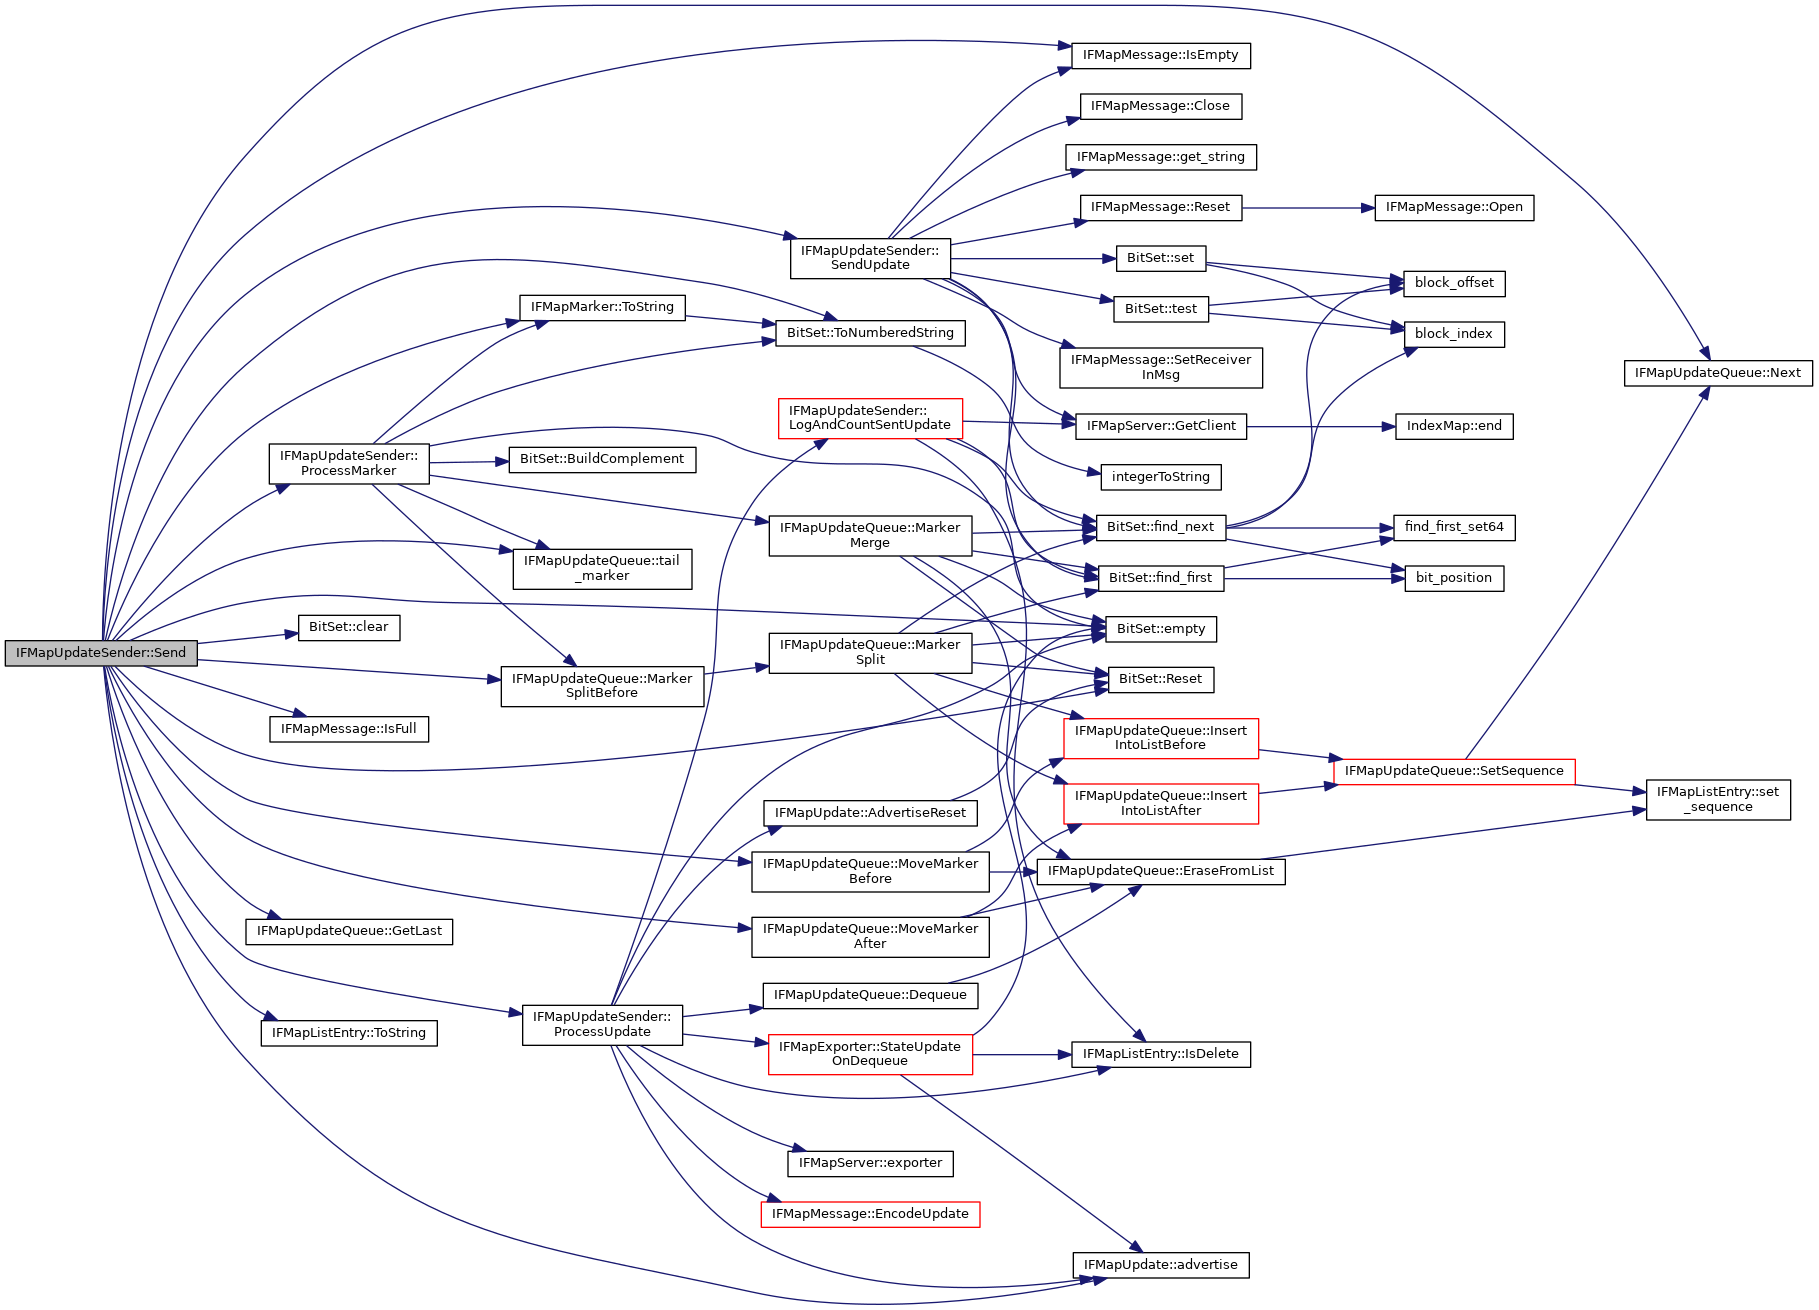 IFMapUpdateSender::Send
IFMapMessage::IsEmpty
IFMapMessage::Close
IFMapMessage::get_string
IFMapMessage::Reset
IFMapMessage::Open
IFMapUpdateSender::
SendUpdate
BitSet::set
block_offset
BitSet::test
IFMapMarker::ToString
BitSet::ToNumberedString
block_index
IFMapMessage::SetReceiver
InMsg
IFMapUpdateQueue::Next
IFMapUpdateSender::
LogAndCountSentUpdate
IFMapServer::GetClient
IndexMap::end
IFMapUpdateSender::
ProcessMarker
BitSet::BuildComplement
integerToString
IFMapUpdateQueue::Marker
Merge
BitSet::find_next
find_first_set64
IFMapUpdateQueue::tail
_marker
BitSet::find_first
bit_position
BitSet::clear
BitSet::empty
IFMapUpdateQueue::Marker
Split
IFMapUpdateQueue::Marker
SplitBefore
BitSet::Reset
IFMapMessage::IsFull
IFMapUpdateQueue::Insert
IntoListBefore
IFMapUpdateQueue::SetSequence
IFMapUpdateQueue::Insert
IntoListAfter
IFMapListEntry::set
_sequence
IFMapUpdate::AdvertiseReset
IFMapUpdateQueue::MoveMarker
Before
IFMapUpdateQueue::EraseFromList
IFMapUpdateQueue::GetLast
IFMapUpdateQueue::MoveMarker
After
IFMapUpdateQueue::Dequeue
IFMapListEntry::ToString
IFMapUpdateSender::
ProcessUpdate
IFMapExporter::StateUpdate
OnDequeue
IFMapListEntry::IsDelete
IFMapServer::exporter
IFMapMessage::EncodeUpdate
IFMapUpdate::advertise